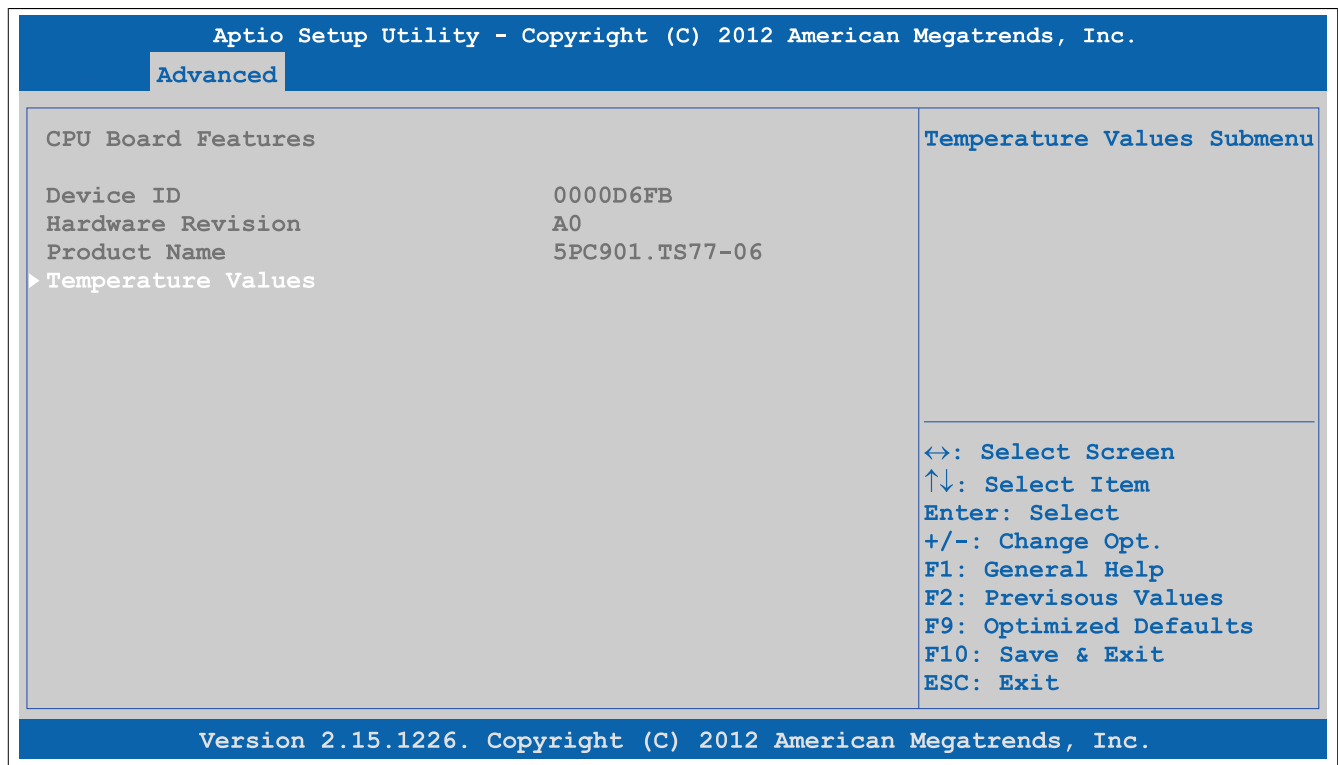 Aptio Setup Utility - Copyright (C) 2012 American Megatrends, Inc.
Advanced
CPU Board Features
Device ID 0000D6FB
Hardware Revision A0
Product Name 5PC901.TS77-06
Temperature Values
Temperature Values Submenu
↔: Select Screen
↑↓: Select Item
Enter: Select
+/-: Change Opt.
F1: General Help
F2: Previsous Values
F9: Optimized Defaults
F10: Save & Exit
ESC: Exit
Version 2.15.1226. Copyright (C) 2012 American Megatrends, Inc.